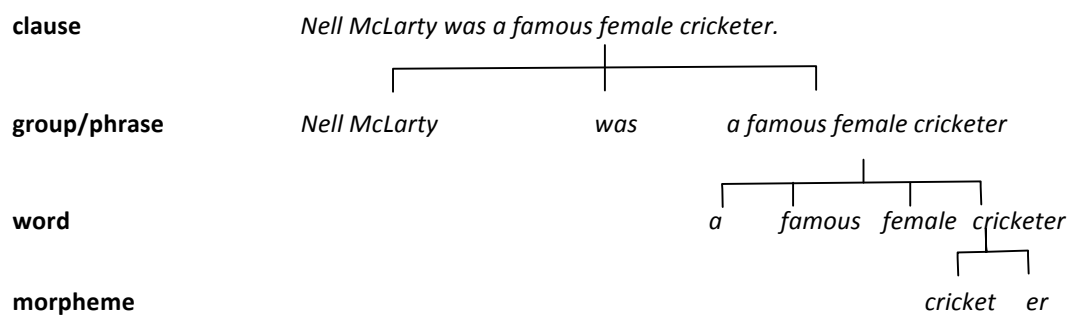 clause Nell McLarty was a famous female cricketer.
group/phrase Nell McLarty was a famous female cricketer
word a famous female cricketer
morpheme cricket er